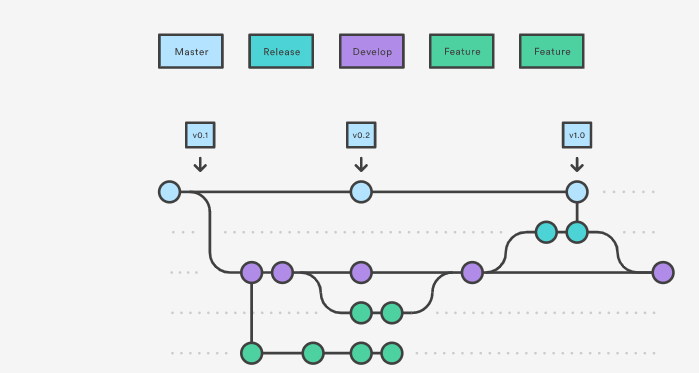 Master
Release
Develop
Feature
Feature
v0.1
v0.2
v1.0